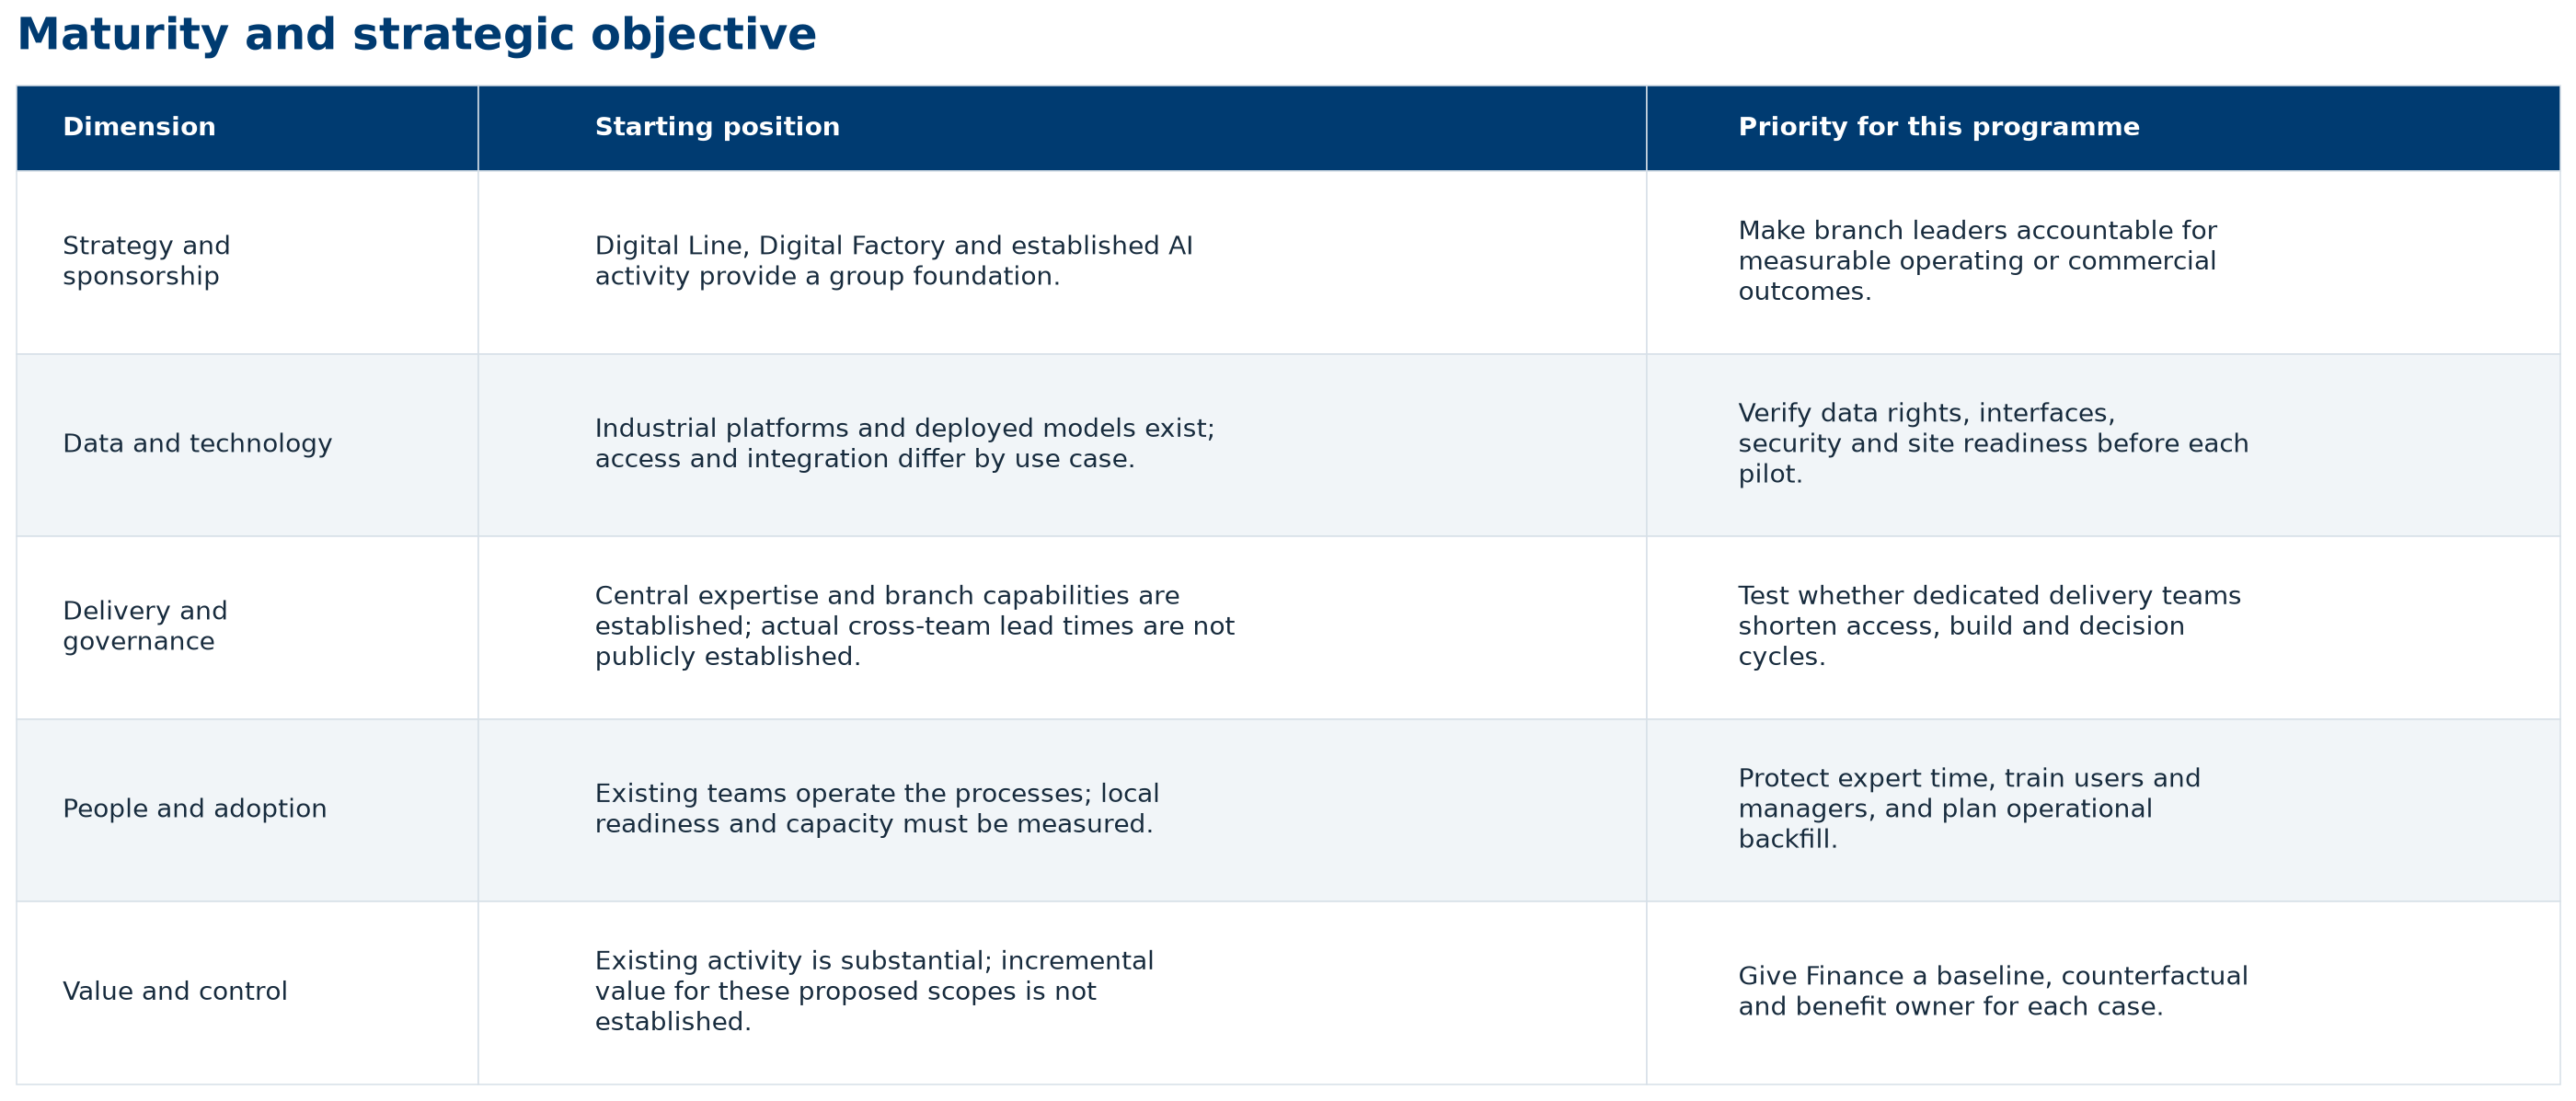 Maturity and strategic objective
Dimension
Starting position
Priority for this programme
Strategy and
sponsorship
Digital Line, Digital Factory and established AI
activity provide a group foundation.
Make branch leaders accountable for
measurable operating or commercial
outcomes.
Data and technology
Industrial platforms and deployed models exist;
access and integration differ by use case.
Verify data rights, interfaces,
security and site readiness before each
pilot.
Delivery and
governance
Central expertise and branch capabilities are
established; actual cross-team lead times are not
publicly established.
Test whether dedicated delivery teams
shorten access, build and decision
cycles.
People and adoption
Existing teams operate the processes; local
readiness and capacity must be measured.
Protect expert time, train users and
managers, and plan operational
backfill.
Value and control
Existing activity is substantial; incremental
value for these proposed scopes is not
established.
Give Finance a baseline, counterfactual
and benefit owner for each case.